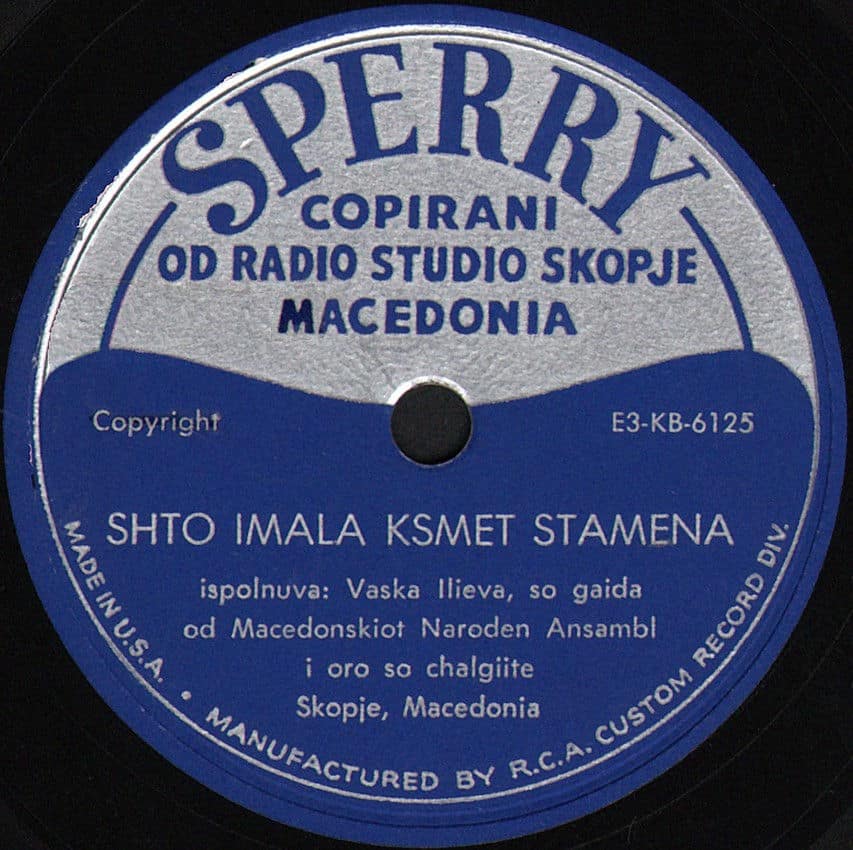 SPERRY
COPIRANI
OD RADIO STUDIO SKOPJE
MACEDONIA
Copyright
E3-KB-6125
SHTO IMALA KSMET STAMENA
ispolnuva: Vaska Ilieva, so gaida
od Macedonskiot Naroden Ansambl
i oro so chalgiite
Skopje, Macedonia
MADE IN U.S.A. • MANUFACTURED BY R.C.A. CUSTOM RECORD DIV.